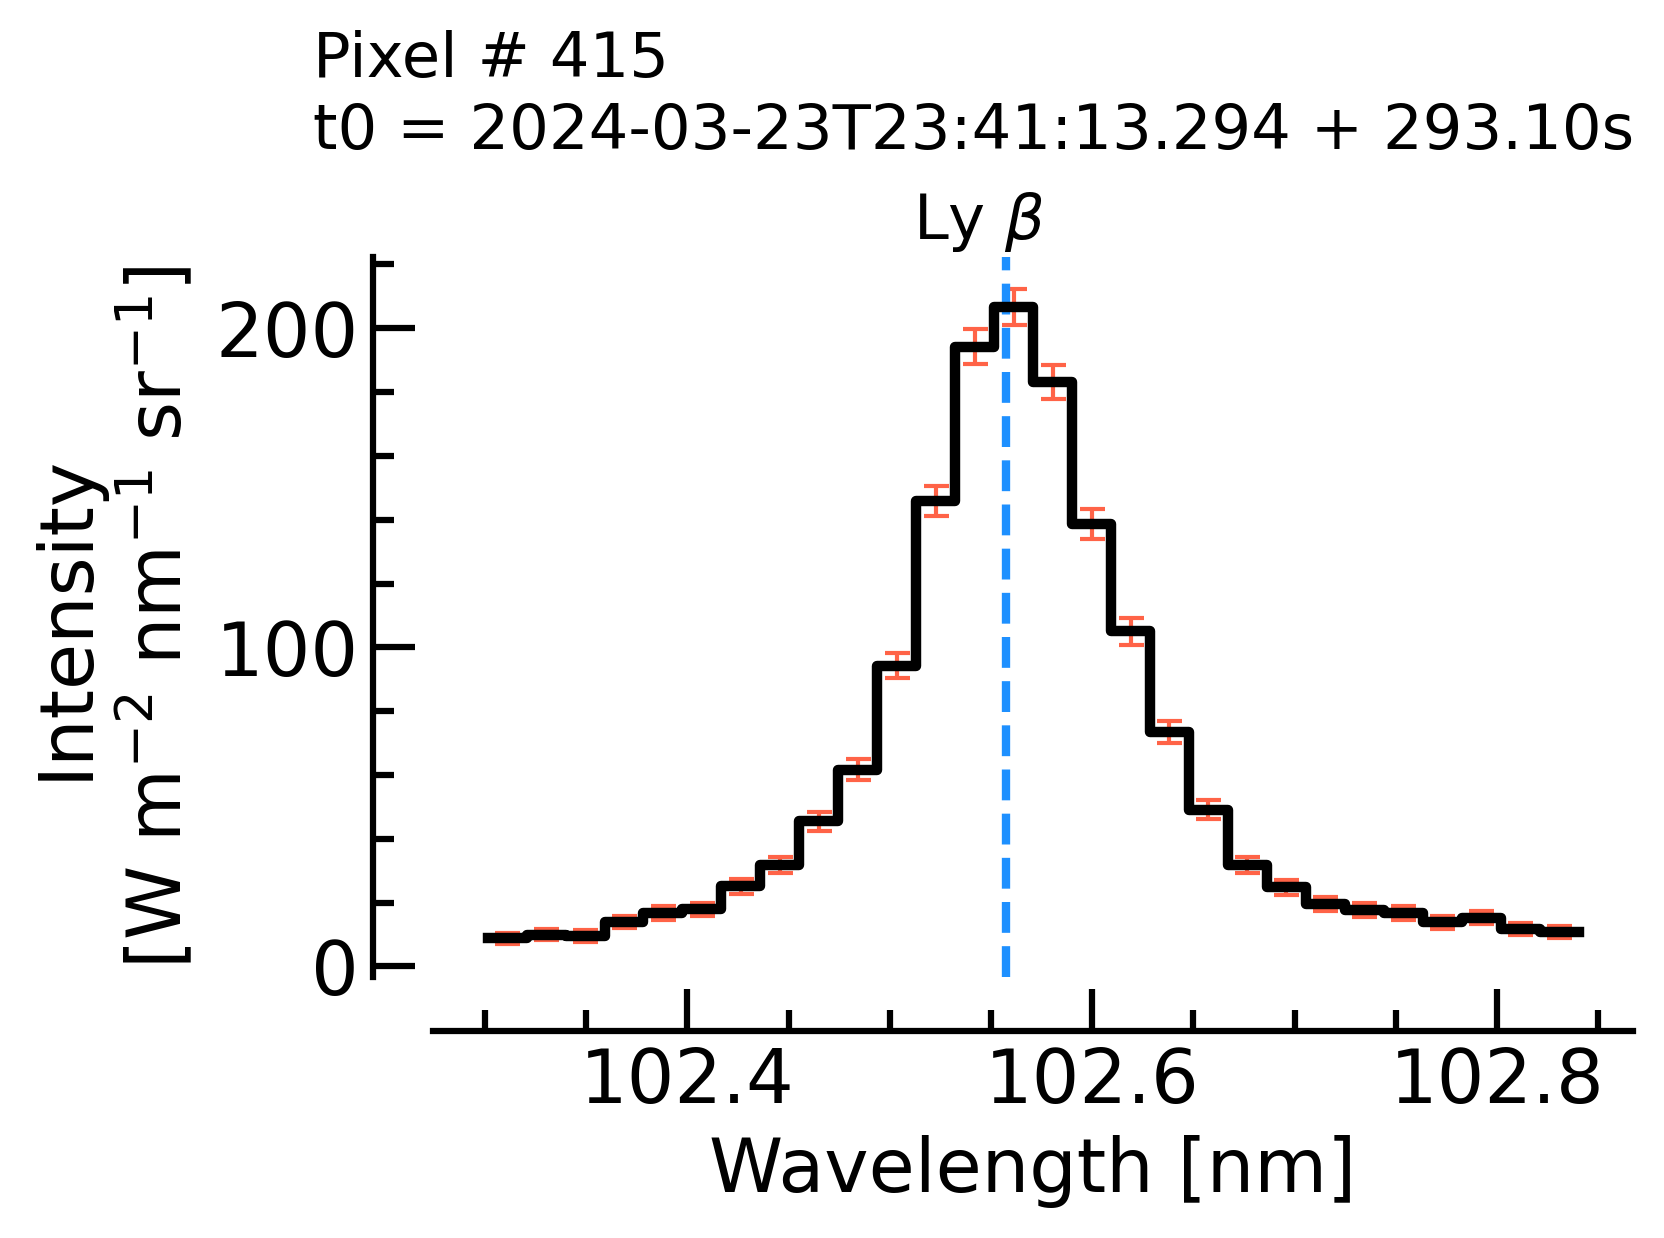 Pixel # 415
t0 = 2024-03-23T23:41:13.294 + 293.10s
Ly β
Intensity
[W m⁻² nm⁻¹ sr⁻¹]
200
100
0
102.4 102.6 102.8
Wavelength [nm]